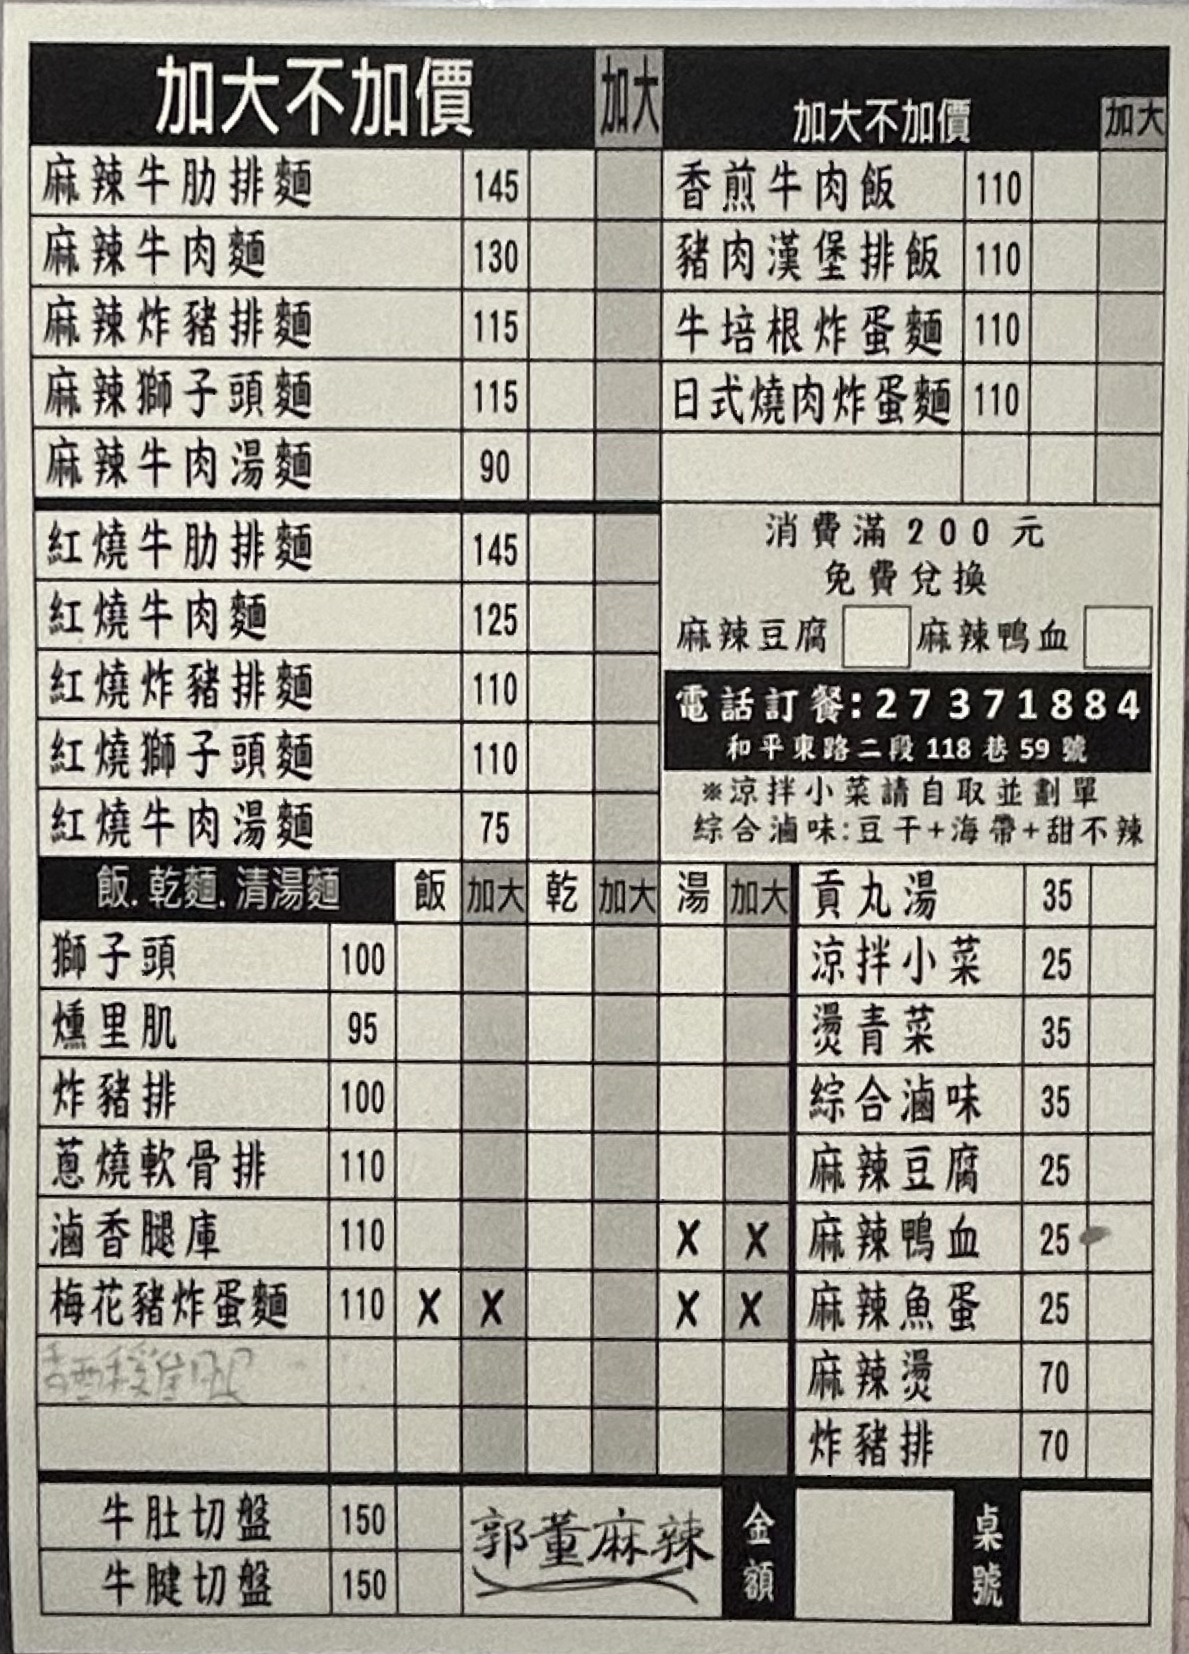 加大不加價 加大
麻辣牛肋排麵 145
麻辣牛肉麵 130
麻辣炸豬排麵 115
麻辣獅子頭麵 115
麻辣牛肉湯麵 90
紅燒牛肋排麵 145
紅燒牛肉麵 125
紅燒炸豬排麵 110
紅燒獅子頭麵 110
紅燒牛肉湯麵 75
加大不加價 加大
香煎牛肉飯 110
豬肉漢堡排飯 110
牛培根炸蛋麵 110
日式燒肉炸蛋麵 110
消費滿200元
免費兌換
麻辣豆腐 麻辣鴨血
電話訂餐:27371884
和平東路二段118巷59號
※涼拌小菜請自取並劃單
綜合滷味:豆干+海帶+甜不辣
飯.乾麵.清湯麵 飯 加大 乾 加大 湯 加大
獅子頭 100
燻里肌 95
炸豬排 100
蔥燒軟骨排 110
滷香腿庫 110 X X
梅花豬炸蛋麵 110 X X X X
貢丸湯 35
涼拌小菜 25
燙青菜 35
綜合滷味 35
麻辣豆腐 25
麻辣鴨血 25
麻辣魚蛋 25
麻辣燙 70
炸豬排 70
牛肚切盤 150
牛腱切盤 150
郭董麻辣
金額
桌號